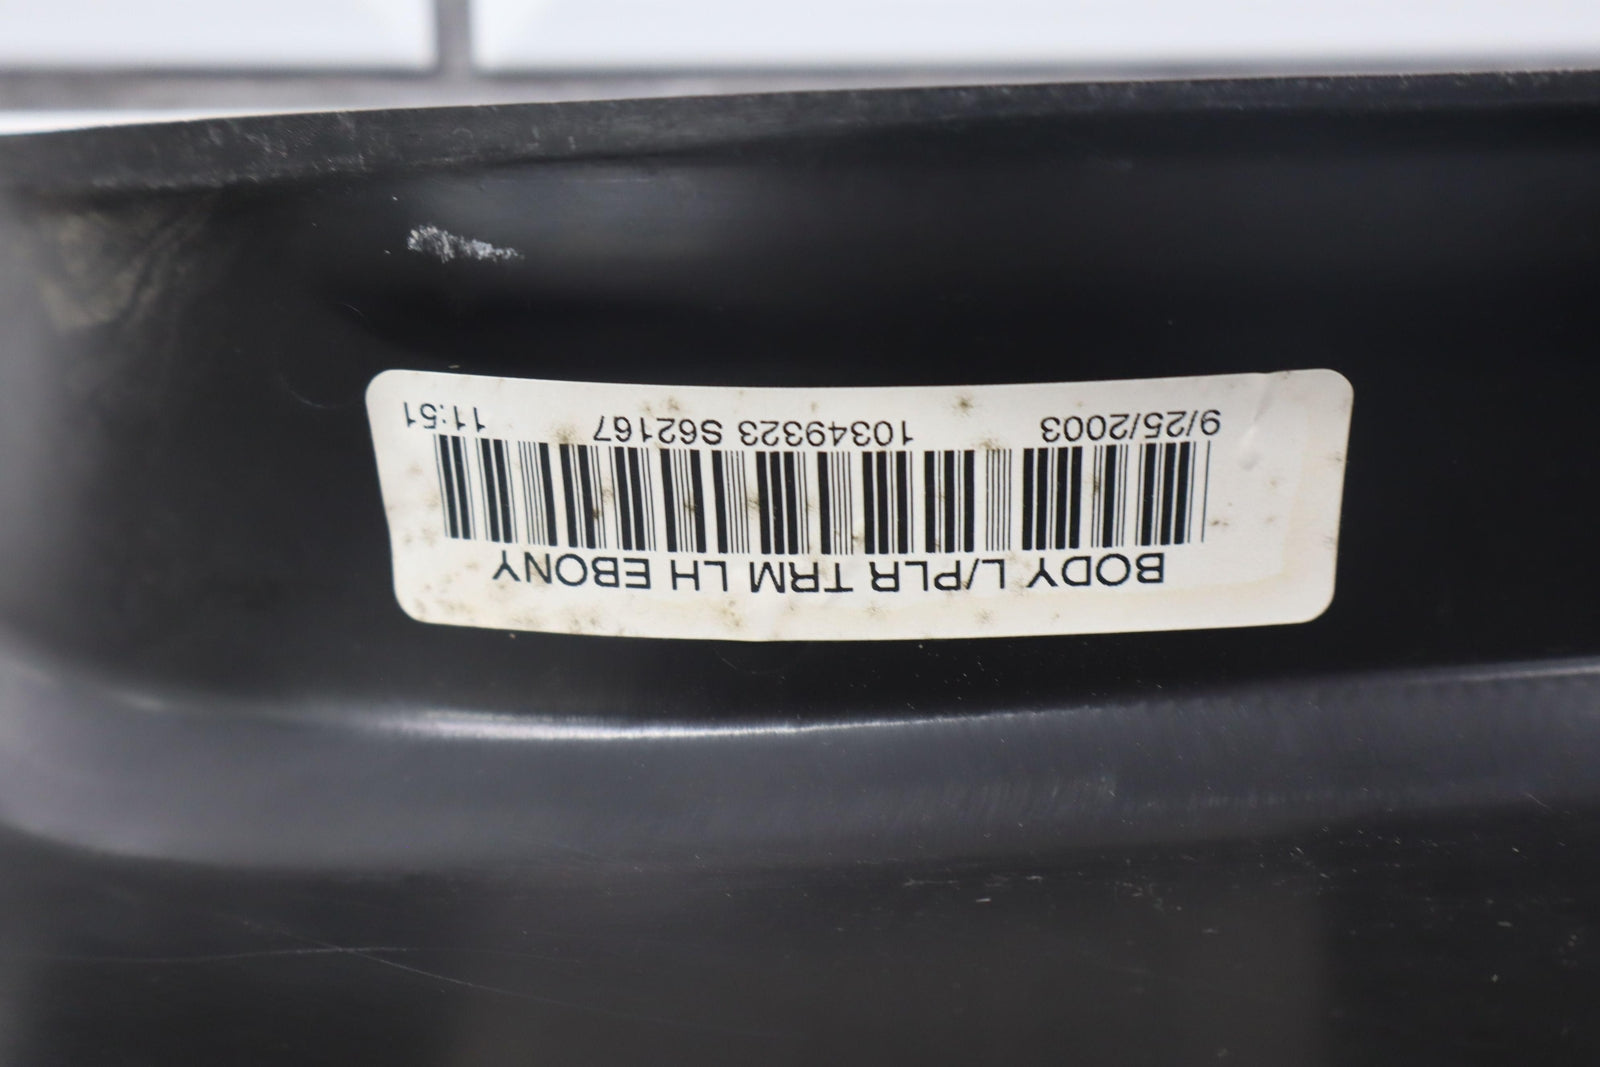 BODY L/PLR TRM LH EBONY
9/25/2003 10349323 S62167 11:51